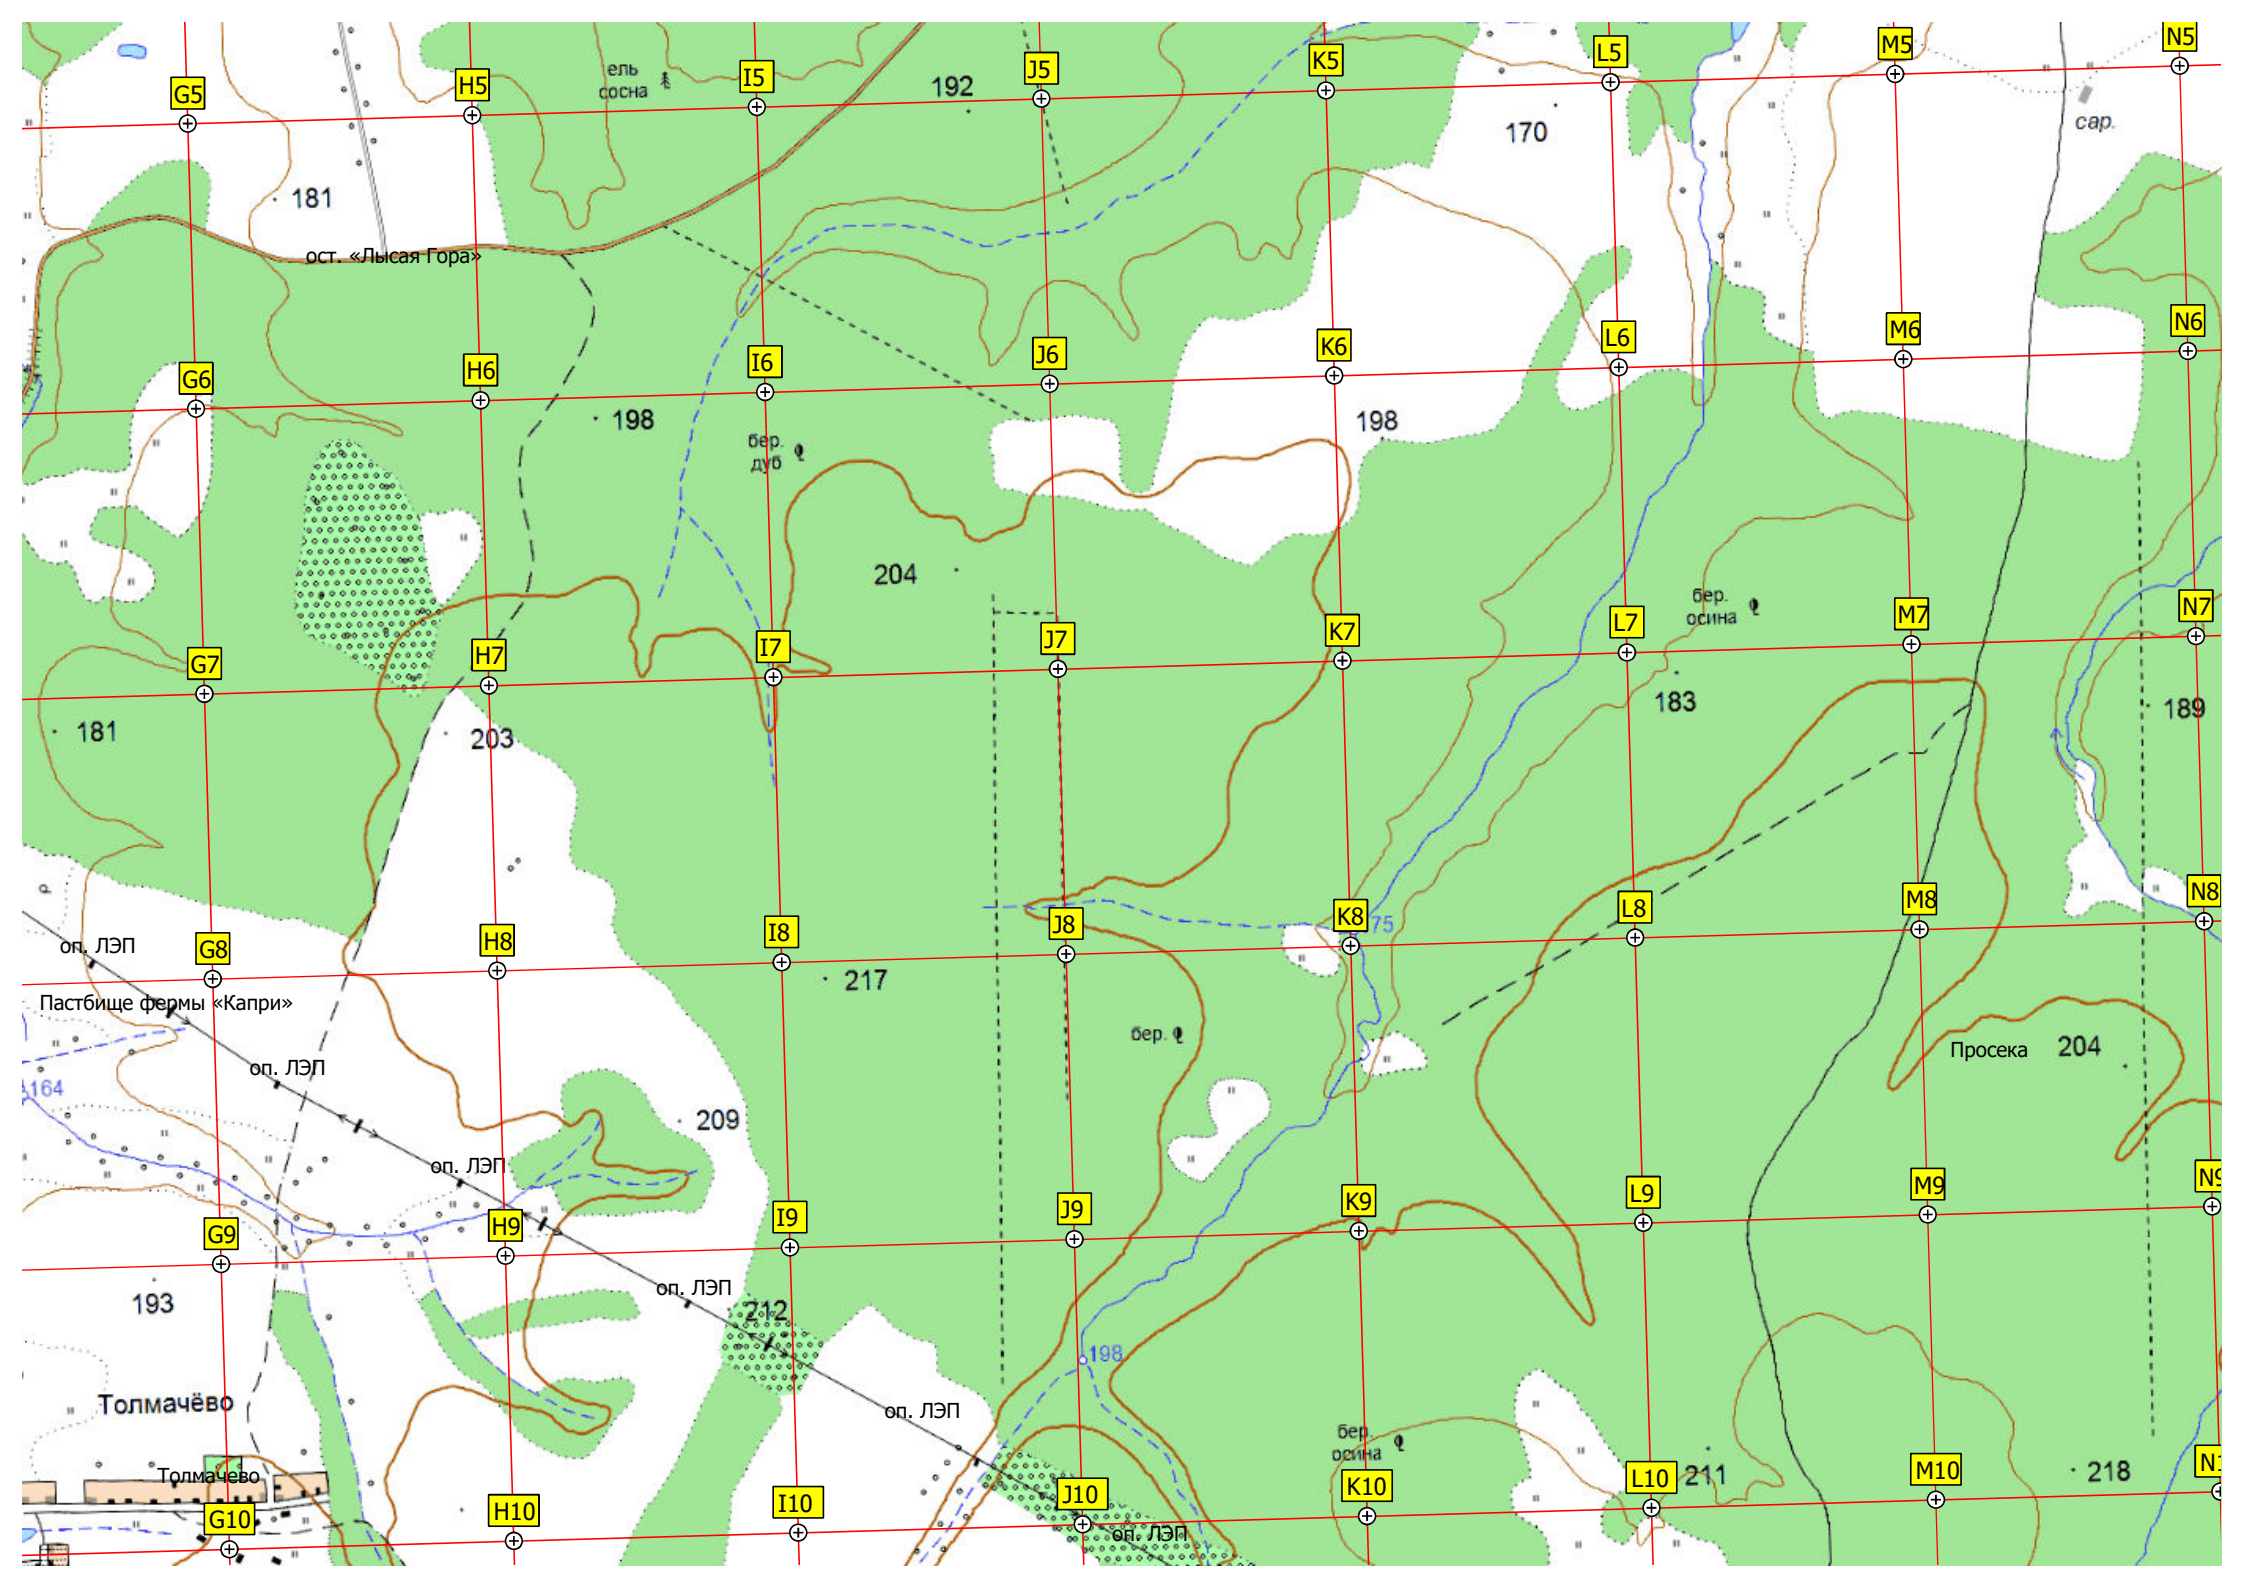 G5
H5
ель
сосна
I5
192
J5
K5
170
L5
M5
N5
сар.
181
ост. «Лысая Гора»
G6
H6
198
I6
бер.
дуб
J6
K6
198
L6
M6
N6
204
бер.
осина
G7
H7
I7
J7
K7
L7
M7
N7
181
203
183
189
оп. ЛЭП
G8
H8
I8
J8
K8
75
L8
M8
N8
217
Пастбище фермы «Капри»
бер.
Просека
204
оп. ЛЭП
164
209
оп. ЛЭП
G9
H9
I9
J9
K9
L9
M9
N9
193
оп. ЛЭП
212
198
Толмачёво
оп. ЛЭП
бер.
осина
Толмачево
211
218
G10
H10
I10
J10
K10
L10
M10
N1
оп. ЛЭП